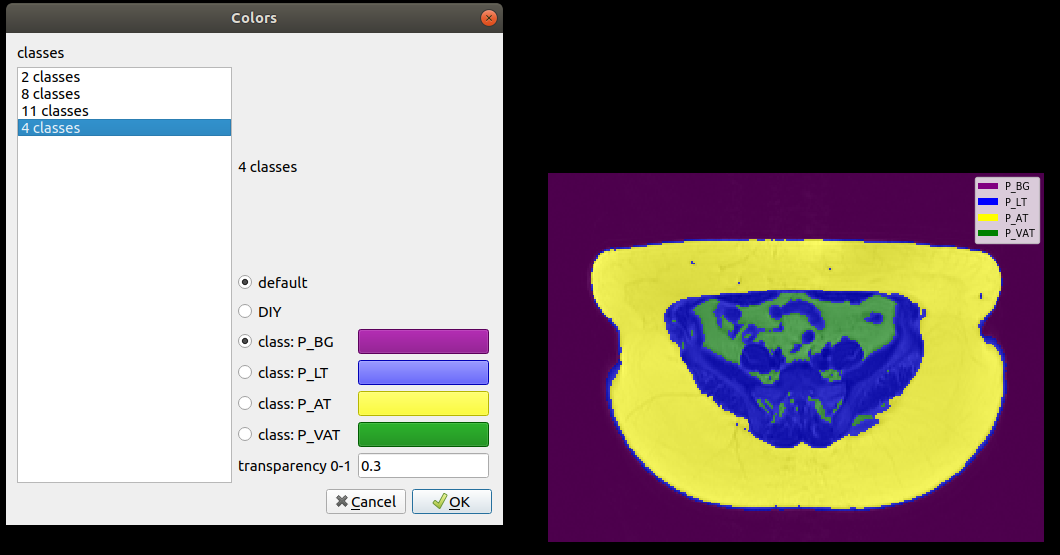 Colors
classes
2 classes
8 classes
11 classes
4 classes
4 classes
default
DIY
class: P_BG
class: P_LT
class: P_AT
class: P_VAT
transparency 0-1 0.3
Cancel OK
P_BG
P_LT
P_AT
P_VAT